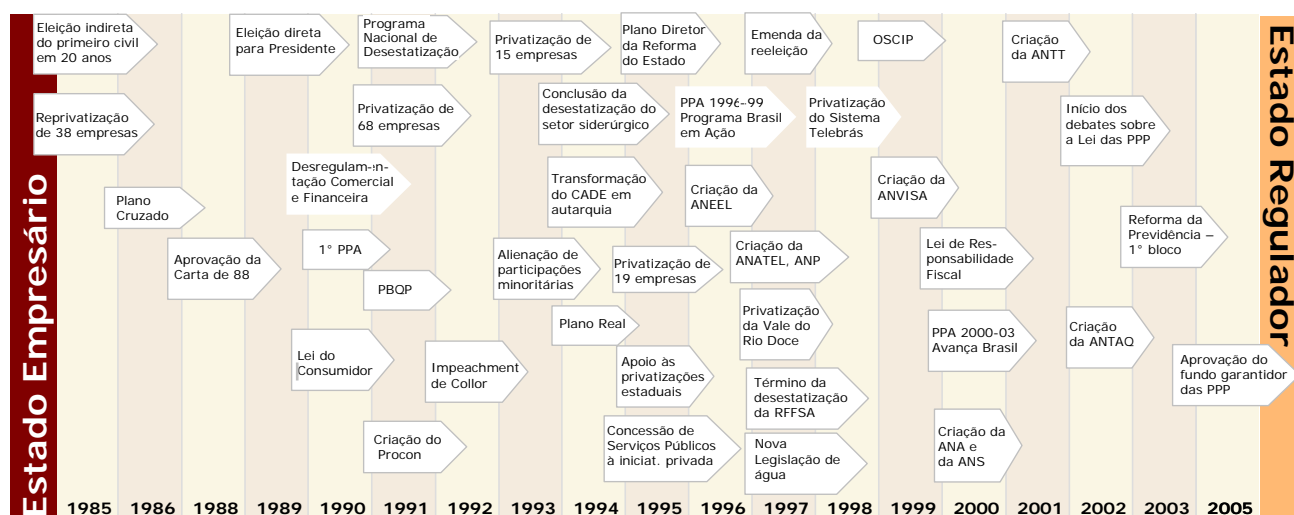 Estado Empresário
Eleição indireta
do primeiro civil
em 20 anos
Eleição direta
para Presidente
Programa
Nacional de
Desestatização
Privatização de
15 empresas
Plano Diretor
da Reforma
do Estado
Emenda da
reeleição
OSCIP
Criação
da ANTT
Reprivatização
de 38 empresas
Privatização de
68 empresas
Conclusão da
desestatização do
setor siderúrgico
PPA 1996-99
Programa Brasil
em Ação
Privatização
do Sistema
Telebrás
Início dos
debates sobre
a Lei das PPP
Desregulamen-
tação Comercial
e Financeira
Plano
Cruzado
Transformação
do CADE em
autarquia
Criação da
ANEEL
Criação da
ANVISA
Reforma da
Previdência –
1° bloco
Aprovação da
Carta de 88
1° PPA
PBQP
Alienação de
participações
minoritárias
Privatização de
19 empresas
Criação da
ANATEL, ANP
Lei de Res-
ponsabilidade
Fiscal
Plano Real
Privatização
da Vale do
Rio Doce
PPA 2000-03
Avança Brasil
Criação
da ANTAQ
Lei do
Consumidor
Impeachment
de Collor
Apoio às
privatizações
estaduais
Término da
desestatização
da RFFSA
Aprovação do
fundo garantidor
das PPP
Criação do
Procon
Concessão de
Serviços Públicos
à iniciat. privada
Nova
Legislação de
água
Criação da
ANA e
da ANS
1985 1986 1988 1989 1990 1991 1992 1993 1994 1995 1996 1997 1998 1999 2000 2001 2002 2003 2005
Estado Regulador